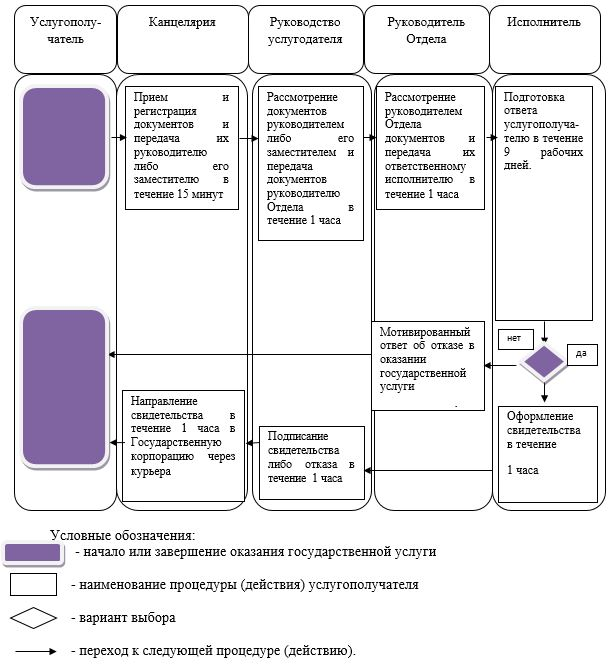 Услугополу-
чатель
Канцелярия
Руководство
услугодателя
Руководитель
Отдела
Исполнитель
Прием и
регистрация
документов и
передача их
руководителю
либо его
заместителю в
течение 15 минут
Рассмотрение
документов
руководителем
либо его
заместителем и
передача
документов
руководителю
Отдела в
течение 1 часа
Рассмотрение
руководителем
Отдела
документов и
передача их
ответственному
исполнителю в
течение 1 часа
Подготовка
ответа
услугополуча-
телю в течение
9 рабочих
дней.
Мотивированный
ответ об отказе в
оказании
государственной
услуги
.
нет
да
Направление
свидетельства в
течение 1 часа в
Государственную
корпорацию через
курьера
Подписание
свидетельства
либо отказа в
течение 1 часа
Оформление
свидетельства
в течение
1 часа
Условные обозначения:
- начало или завершение оказания государственной услуги
- наименование процедуры (действия) услугополучателя
- вариант выбора
- переход к следующей процедуре (действию).